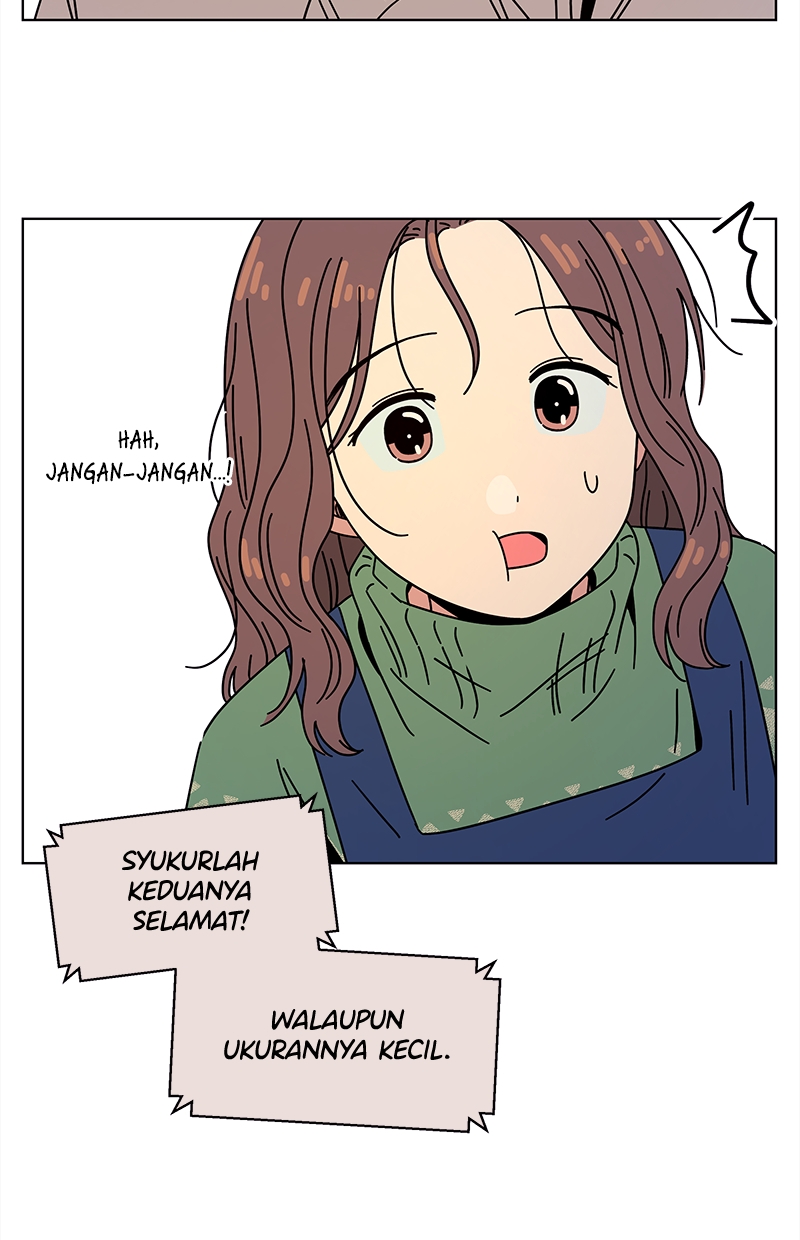 HAH,
JANGAN-JANGAN...!
SYUKURLAH
KEDUANYA
SELAMAT!
WALAUPUN
UKURANNYA KECIL.